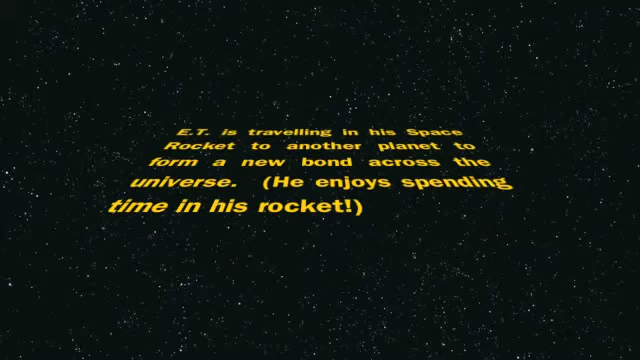 E.T. is travelling in his Space
Rocket to another planet to
form a new bond across the
universe. (He enjoys spending
time in his rocket!)